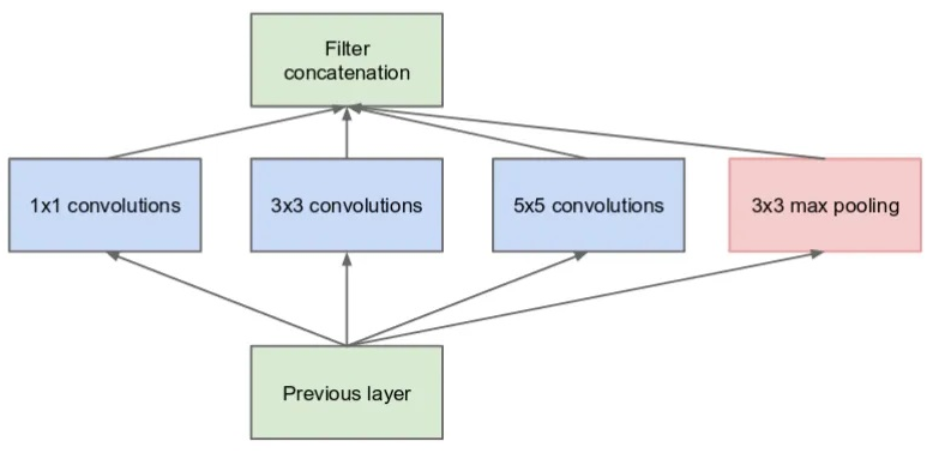 Filter
concatenation
1x1 convolutions
3x3 convolutions
5x5 convolutions
3x3 max pooling
Previous layer